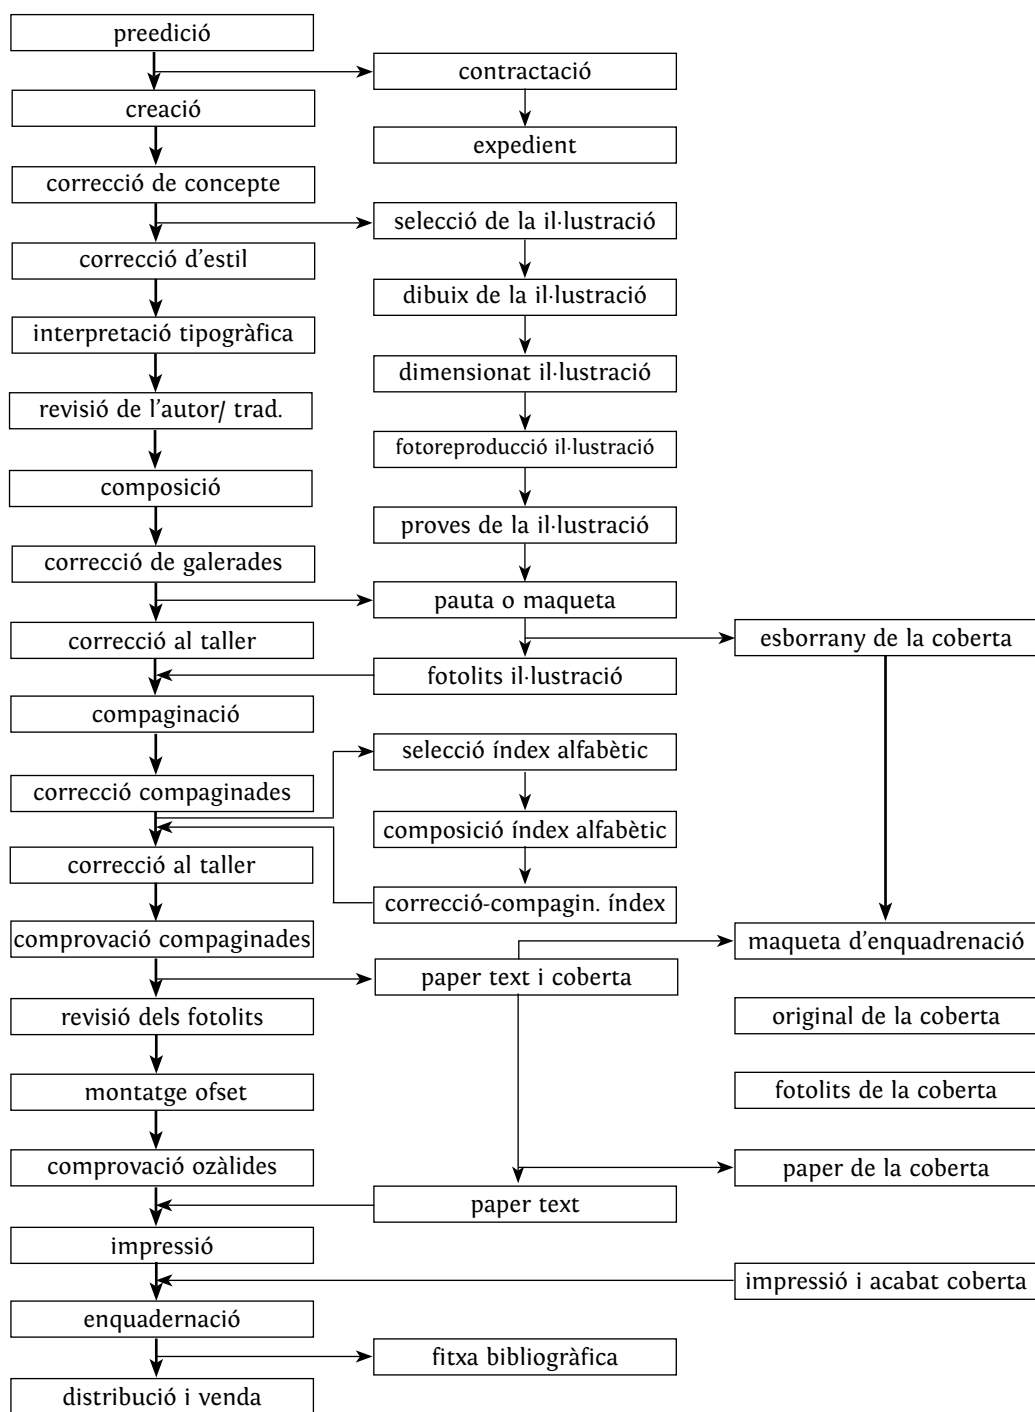 preedició
contractació
creació
expedient
correcció de concepte
selecció de la il·lustració
correcció d'estil
dibuix de la il·lustració
interpretació tipogràfica
dimensionat il·lustració
revisió de l'autor/ trad.
fotoreproducció il·lustració
composició
proves de la il·lustració
correcció de galerades
pauta o maqueta
correcció al taller
esborrany de la coberta
fotolits il·lustració
compaginació
selecció índex alfabètic
correcció compaginades
composició índex alfabètic
correcció al taller
correcció-compagin. índex
comprovació compaginades
maqueta d'enquadrenació
paper text i coberta
revisió dels fotolits
original de la coberta
montatge ofset
fotolits de la coberta
comprovació ozàlides
paper de la coberta
paper text
impressió
impressió i acabat coberta
enquadernació
fitxa bibliogràfica
distribució i venda